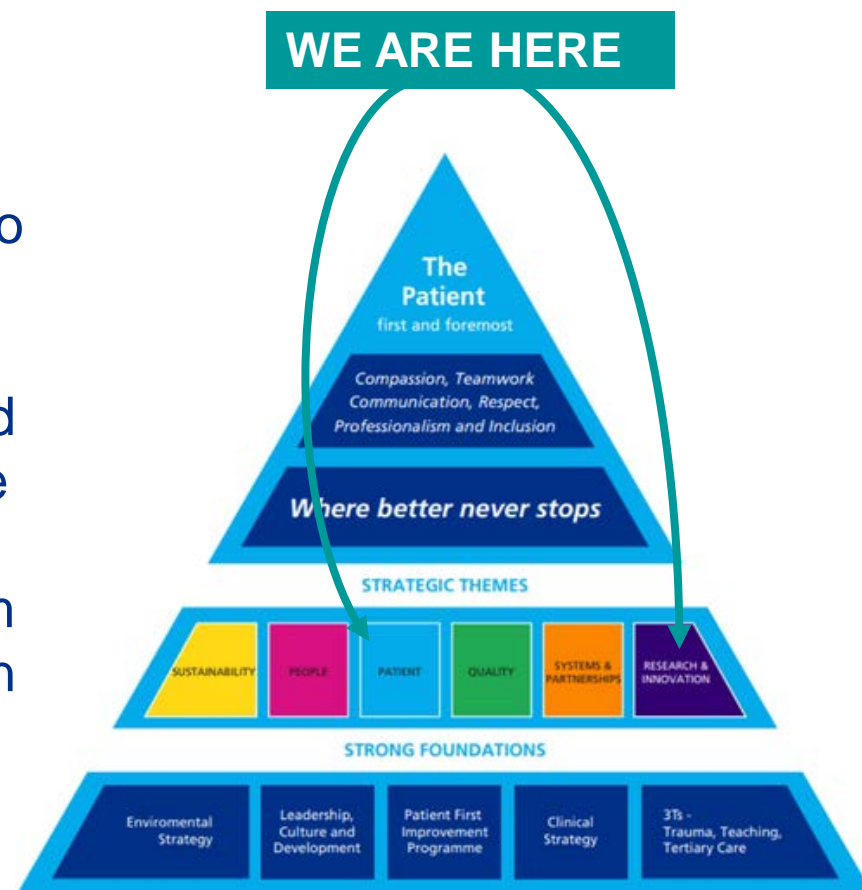 WE ARE HERE
o
d
e
n
n
The
Patient
first and foremost
Compassion, Teamwork
Communication, Respect,
Professionalism and Inclusion
Where better never stops
STRATEGIC THEMES
SUSTAINABILITY
PEOPLE
PATIENT
QUALITY
SYSTEMS &
PARTNERSHIPS
RESEARCH &
INNOVATION
STRONG FOUNDATIONS
Enviromental
Strategy
Leadership,
Culture and
Development
Patient First
Improvement
Programme
Clinical
Strategy
3Ts -
Trauma, Teaching,
Tertiary Care